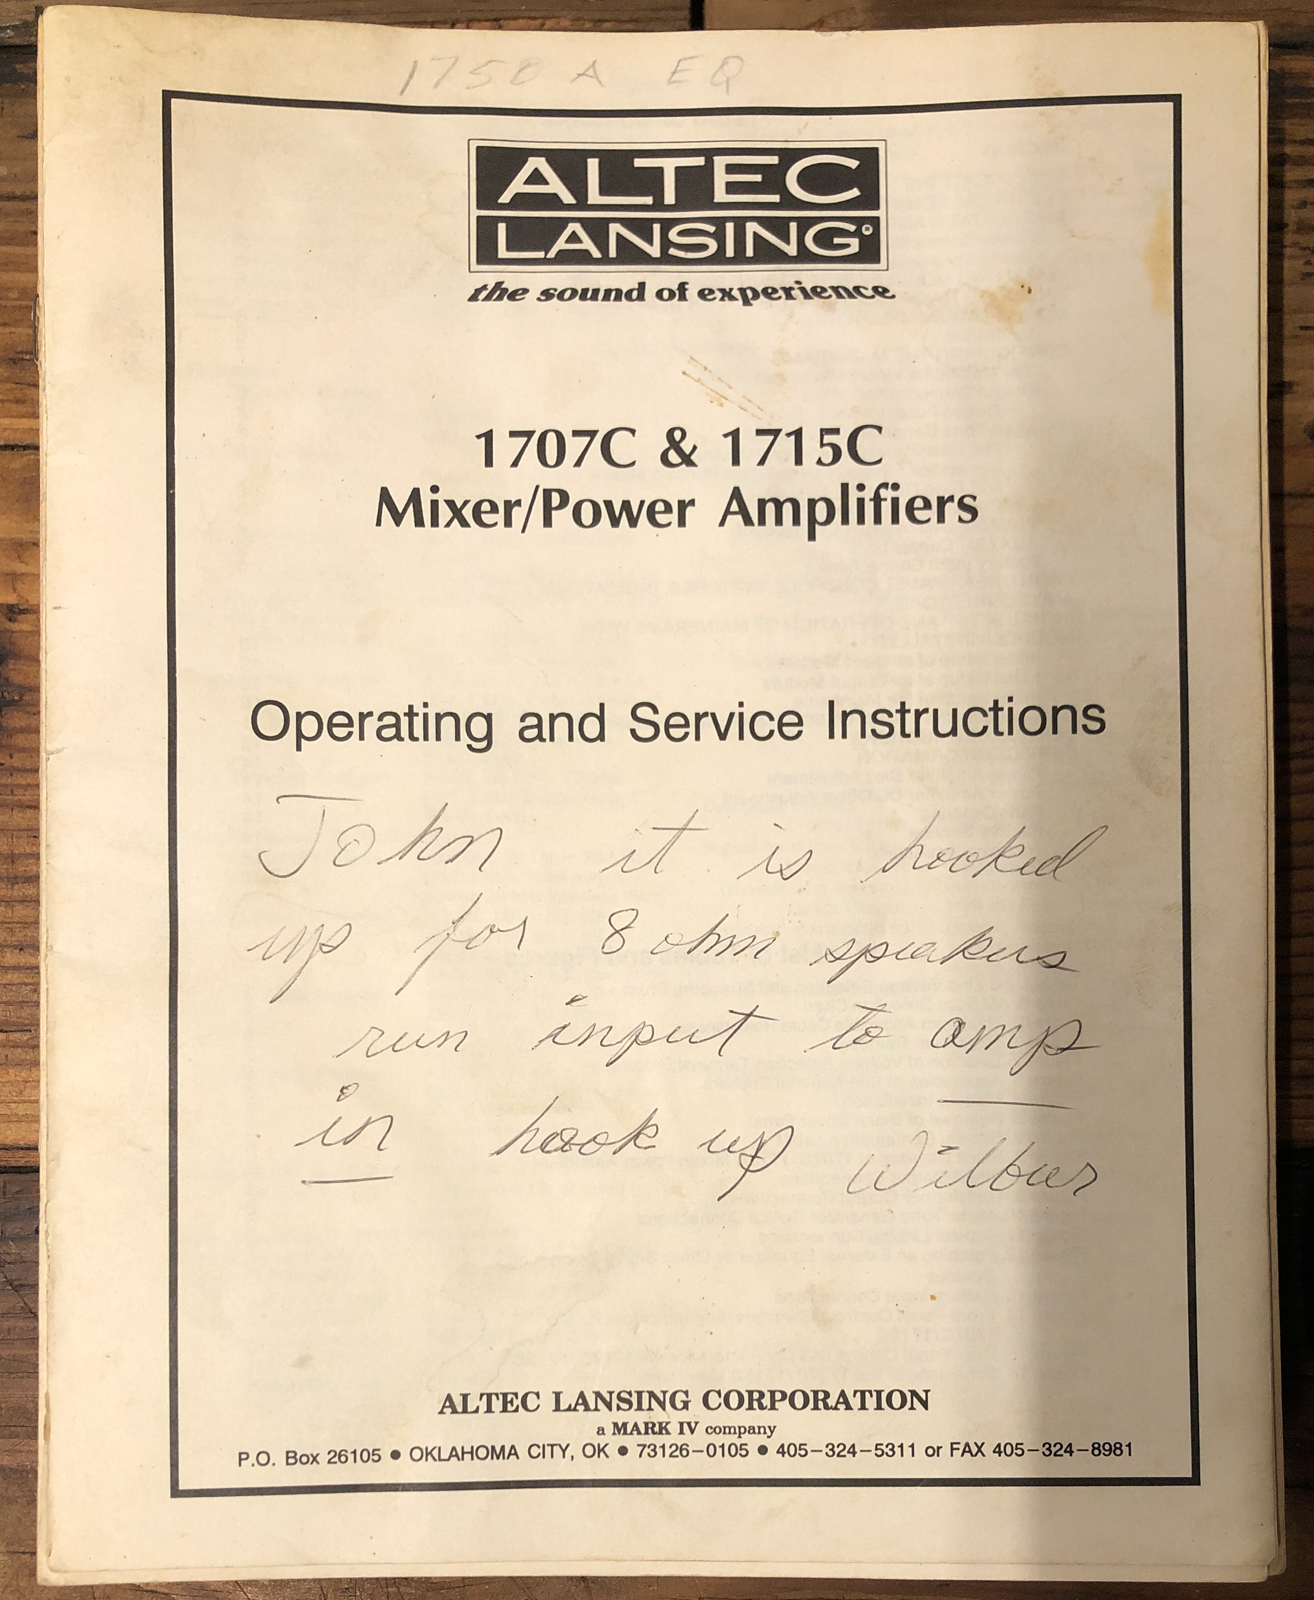 1750 A EQ
ALTEC
LANSING®
the sound of experience
1707C & 1715C
Mixer/Power Amplifiers
Operating and Service Instructions
John it is hooked
up for 8 ohm speakers
run input to amp
in hook up Wilbur
ALTEC LANSING CORPORATION
a MARK IV company
P.O. Box 26105 ● OKLAHOMA CITY, OK ● 73126-0105 ● 405-324-5311 or FAX 405-324-8981